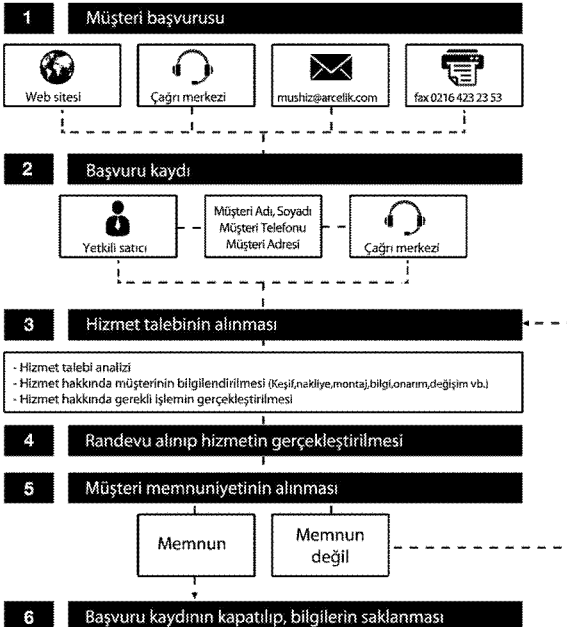 1 Müşteri başvurusu
Web sitesi
Çağrı merkezi
mushiz@arcelik.com
fax 0216 423 23 53
2 Başvuru kaydı
Yetkili satıcı
Müşteri Adı, Soyadı
Müşteri Telefonu
Müşteri Adresi
Çağrı merkezi
3 Hizmet talebinin alınması
- Hizmet talebi analizi
- Hizmet hakkında müşterinin bilgilendirilmesi (Keşif,nakliye,montaj,bilgi,onarım,değişim vb.)
- Hizmet hakkında gerekli işlemin gerçekleştirilmesi
4 Randevu alınıp hizmetin gerçekleştirilmesi
5 Müşteri memnuniyetinin alınması
Memnun
Memnun
değil
6 Başvuru kaydının kapatılıp, bilgilerin saklanması